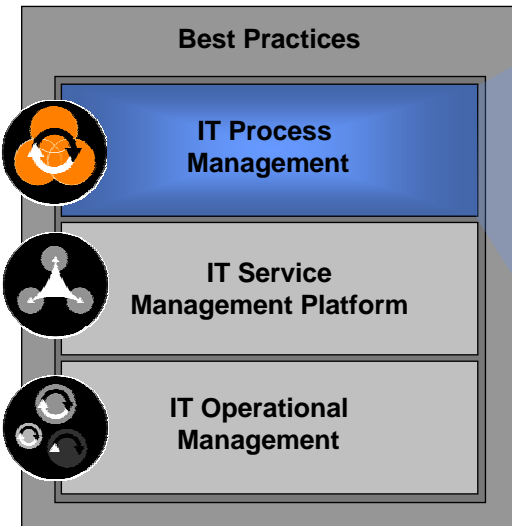 Best Practices
IT Process
Management
IT Service
Management Platform
IT Operational
Management